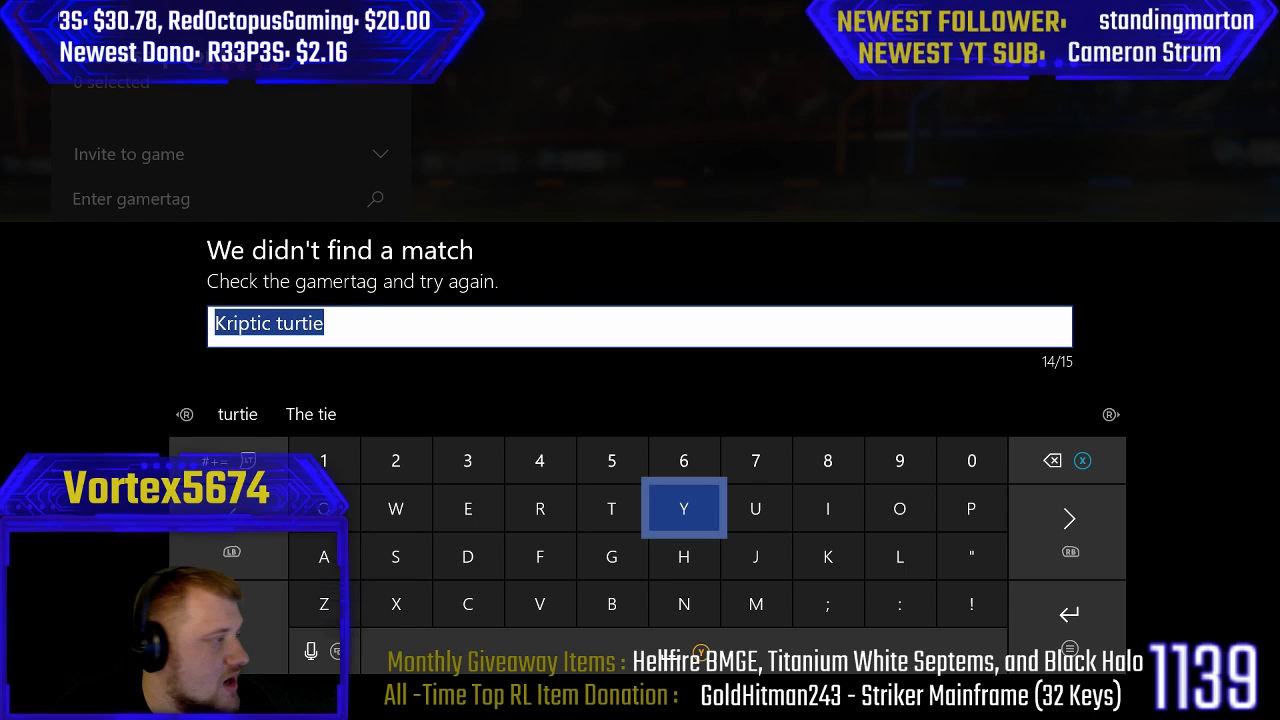 3S: $30.78, RedOctopusGaming: $20.00
Newest Dono: R33P3S: $2.16
NEWEST FOLLOWER: standingmarton
NEWEST YT SUB: Cameron Strum
0 selected
Invite to game
Enter gamertag
We didn't find a match
Check the gamertag and try again.
Kriptic turtie
14/15
turtie The tie
#+= LT 1 2 3 4 5 6 7 8 9 0 X
Q W E R T Y U I O P
LB A S D F G H J K L " RB
Z X C V B N M ; : !
Y
Vortex5674
Monthly Giveaway Items : Hellfire BMGE, Titanium White Septems, and Black Halo
All -Time Top RL Item Donation : GoldHitman243 - Striker Mainframe (32 Keys)
1139